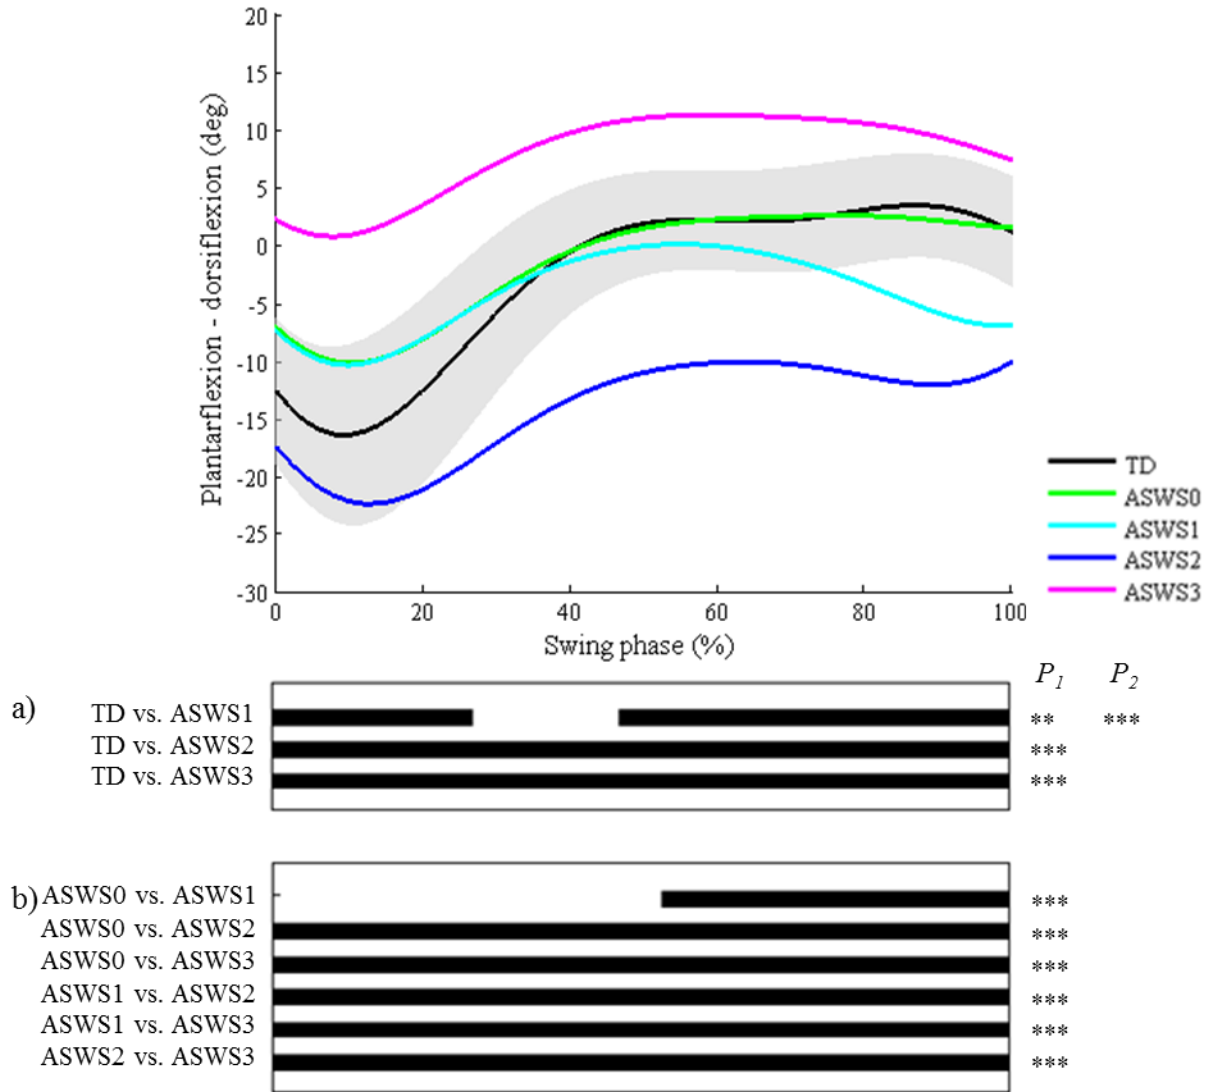 20
15
10
5
0
-5
-10
-15
-20
-25
-30
Plantarflexion - dorsiflexion (deg)
0 20 40 60 80 100
Swing phase (%)
TD
ASWS0
ASWS1
ASWS2
ASWS3
P1 P2
a)
TD vs. ASWS1 ** ***
TD vs. ASWS2 ***
TD vs. ASWS3 ***
b) ASWS0 vs. ASWS1 ***
ASWS0 vs. ASWS2 ***
ASWS0 vs. ASWS3 ***
ASWS1 vs. ASWS2 ***
ASWS1 vs. ASWS3 ***
ASWS2 vs. ASWS3 ***